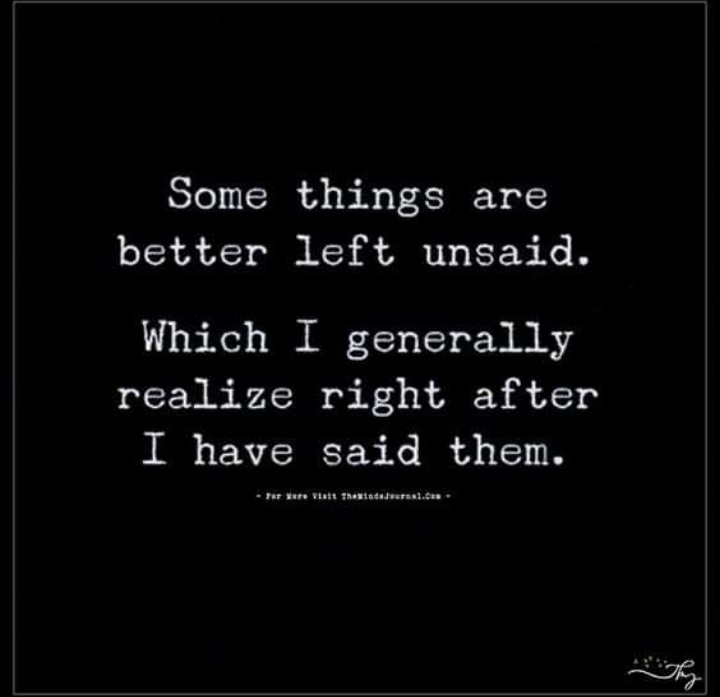 Some things are
better left unsaid.
Which I generally
realize right after
I have said them.
- For More Visit TheMindsJournal.Com -